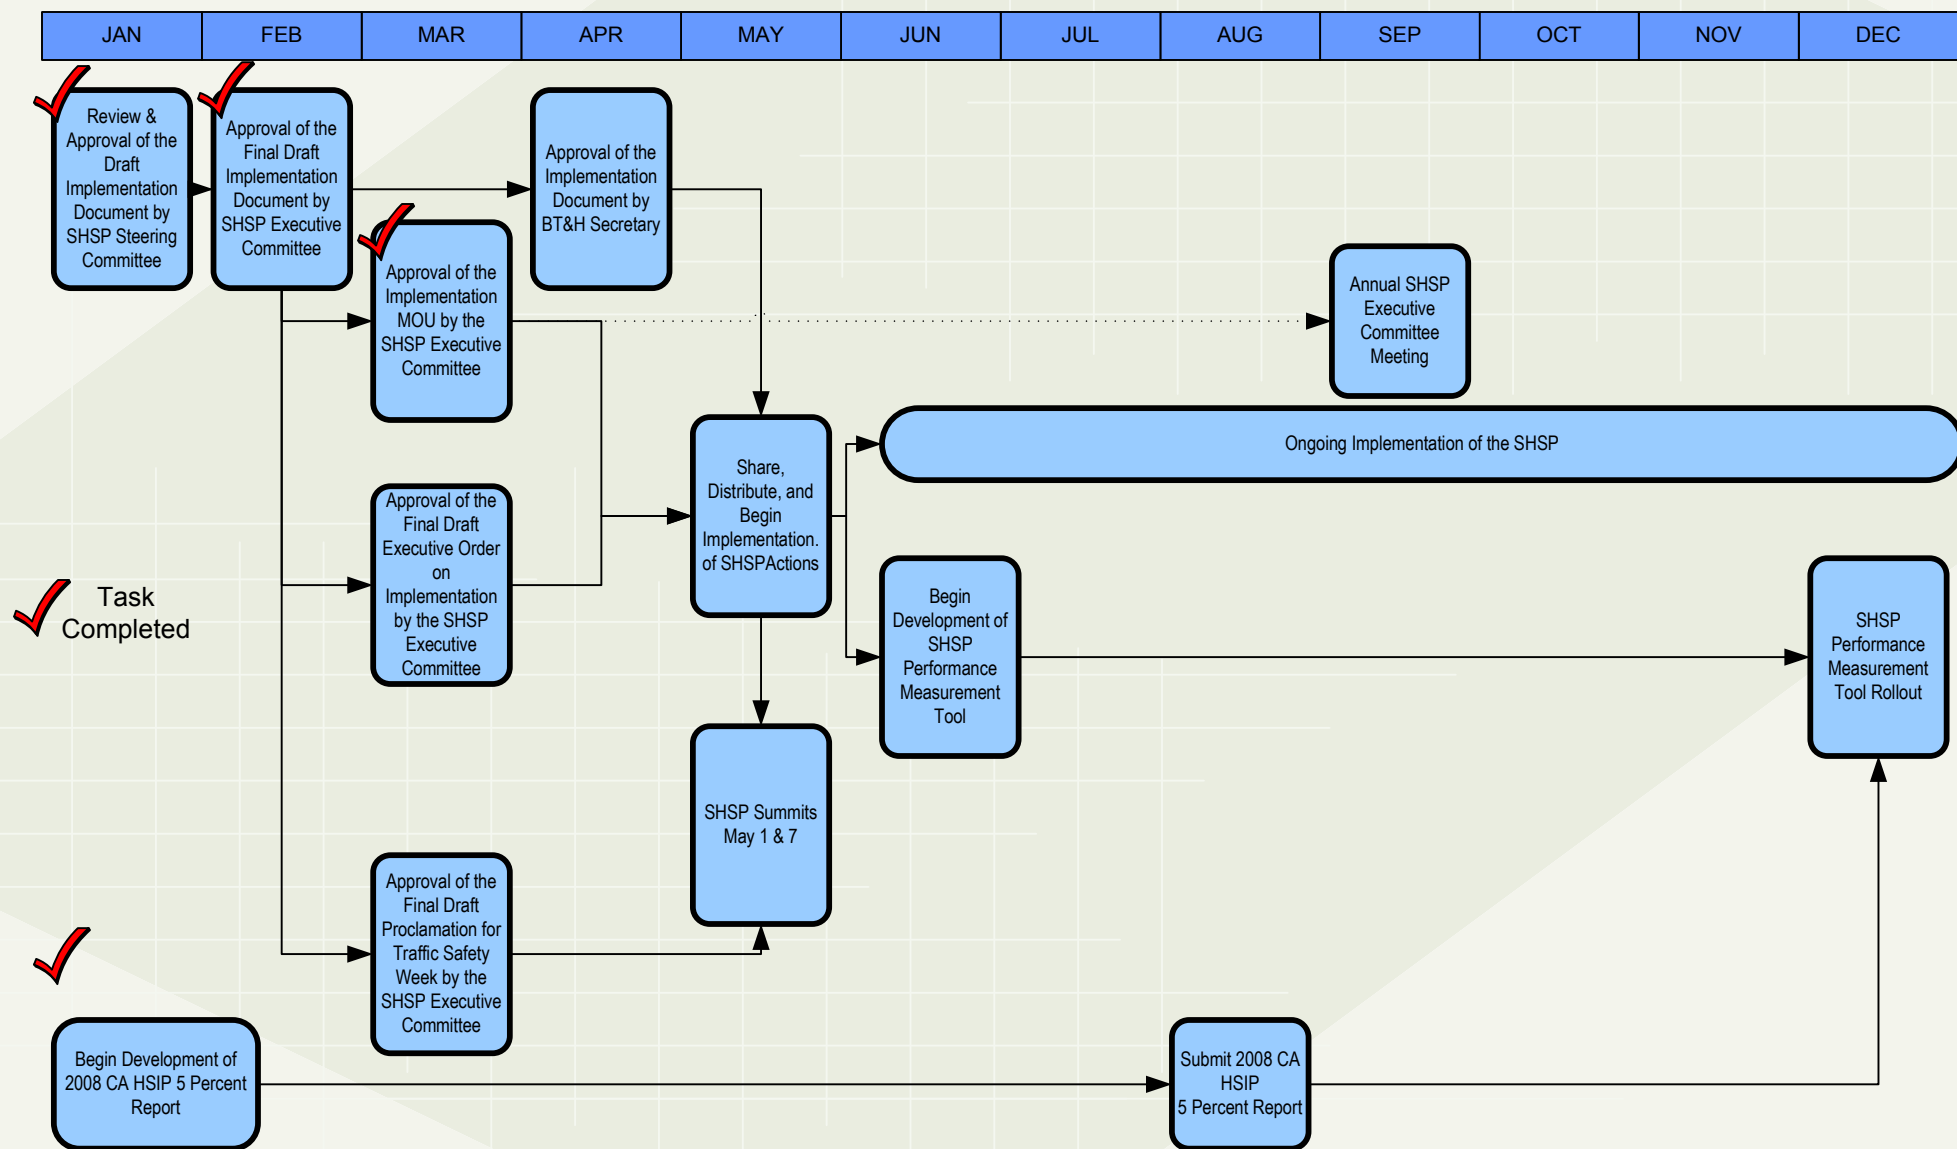 JAN FEB MAR APR MAY JUN JUL AUG SEP OCT NOV DEC
Review &
Approval of the
Draft
Implementation
Document by
SHSP Steering
Committee
Approval of the
Final Draft
Implementation
Document by
SHSP Executive
Committee
Approval of the
Implementation
Document by
BT&H Secretary
Approval of the
Implementation
MOU by the
SHSP Executive
Committee
Annual SHSP
Executive
Committee
Meeting
Ongoing Implementation of the SHSP
Share,
Distribute, and
Begin
Implementation.
of SHSPActions
Approval of the
Final Draft
Executive Order
on
Implementation
by the SHSP
Executive
Committee
Task
Completed
Begin
Development of
SHSP
Performance
Measurement
Tool
SHSP
Performance
Measurement
Tool Rollout
SHSP Summits
May 1 & 7
Approval of the
Final Draft
Proclamation for
Traffic Safety
Week by the
SHSP Executive
Committee
Begin Development of
2008 CA HSIP 5 Percent
Report
Submit 2008 CA
HSIP
5 Percent Report